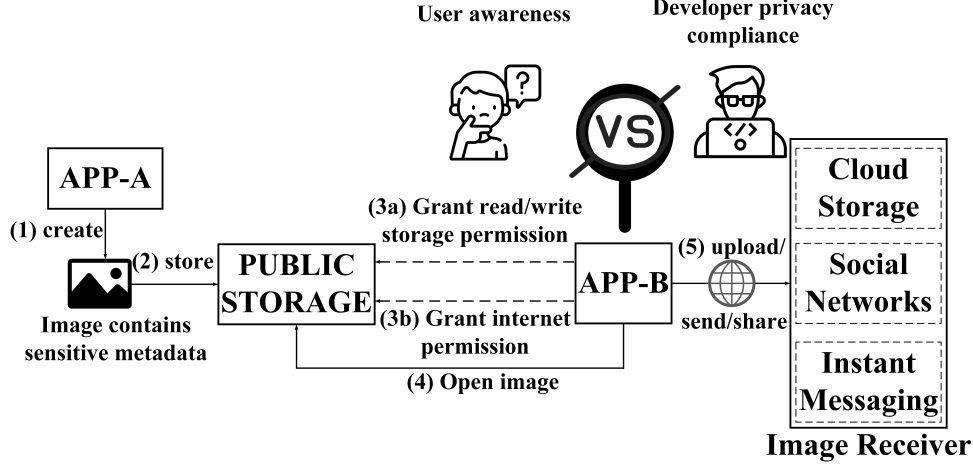 User awareness
Developer privacy
compliance
?
VS
</>
APP-A
(1) create
(2) store
Image contains
sensitive metadata
PUBLIC
STORAGE
(3a) Grant read/write
storage permission
(3b) Grant internet
permission
(4) Open image
APP-B
(5) upload/
send/share
Cloud
Storage
Social
Networks
Instant
Messaging
Image Receiver